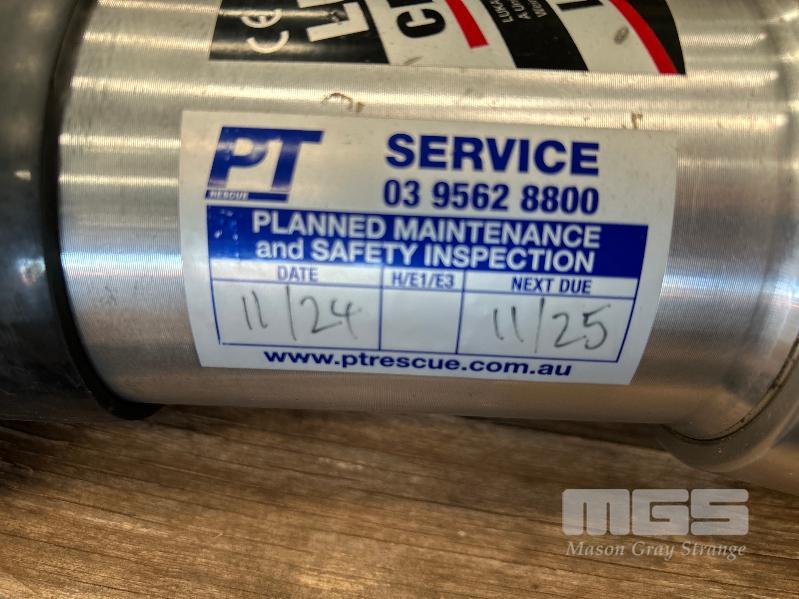 CE
PT
RESCUE
SERVICE
03 9562 8800
PLANNED MAINTENANCE
and SAFETY INSPECTION
DATE H/E1/E3 NEXT DUE
11/24 11/25
www.ptrescue.com.au
MGS
Mason Gray Strange